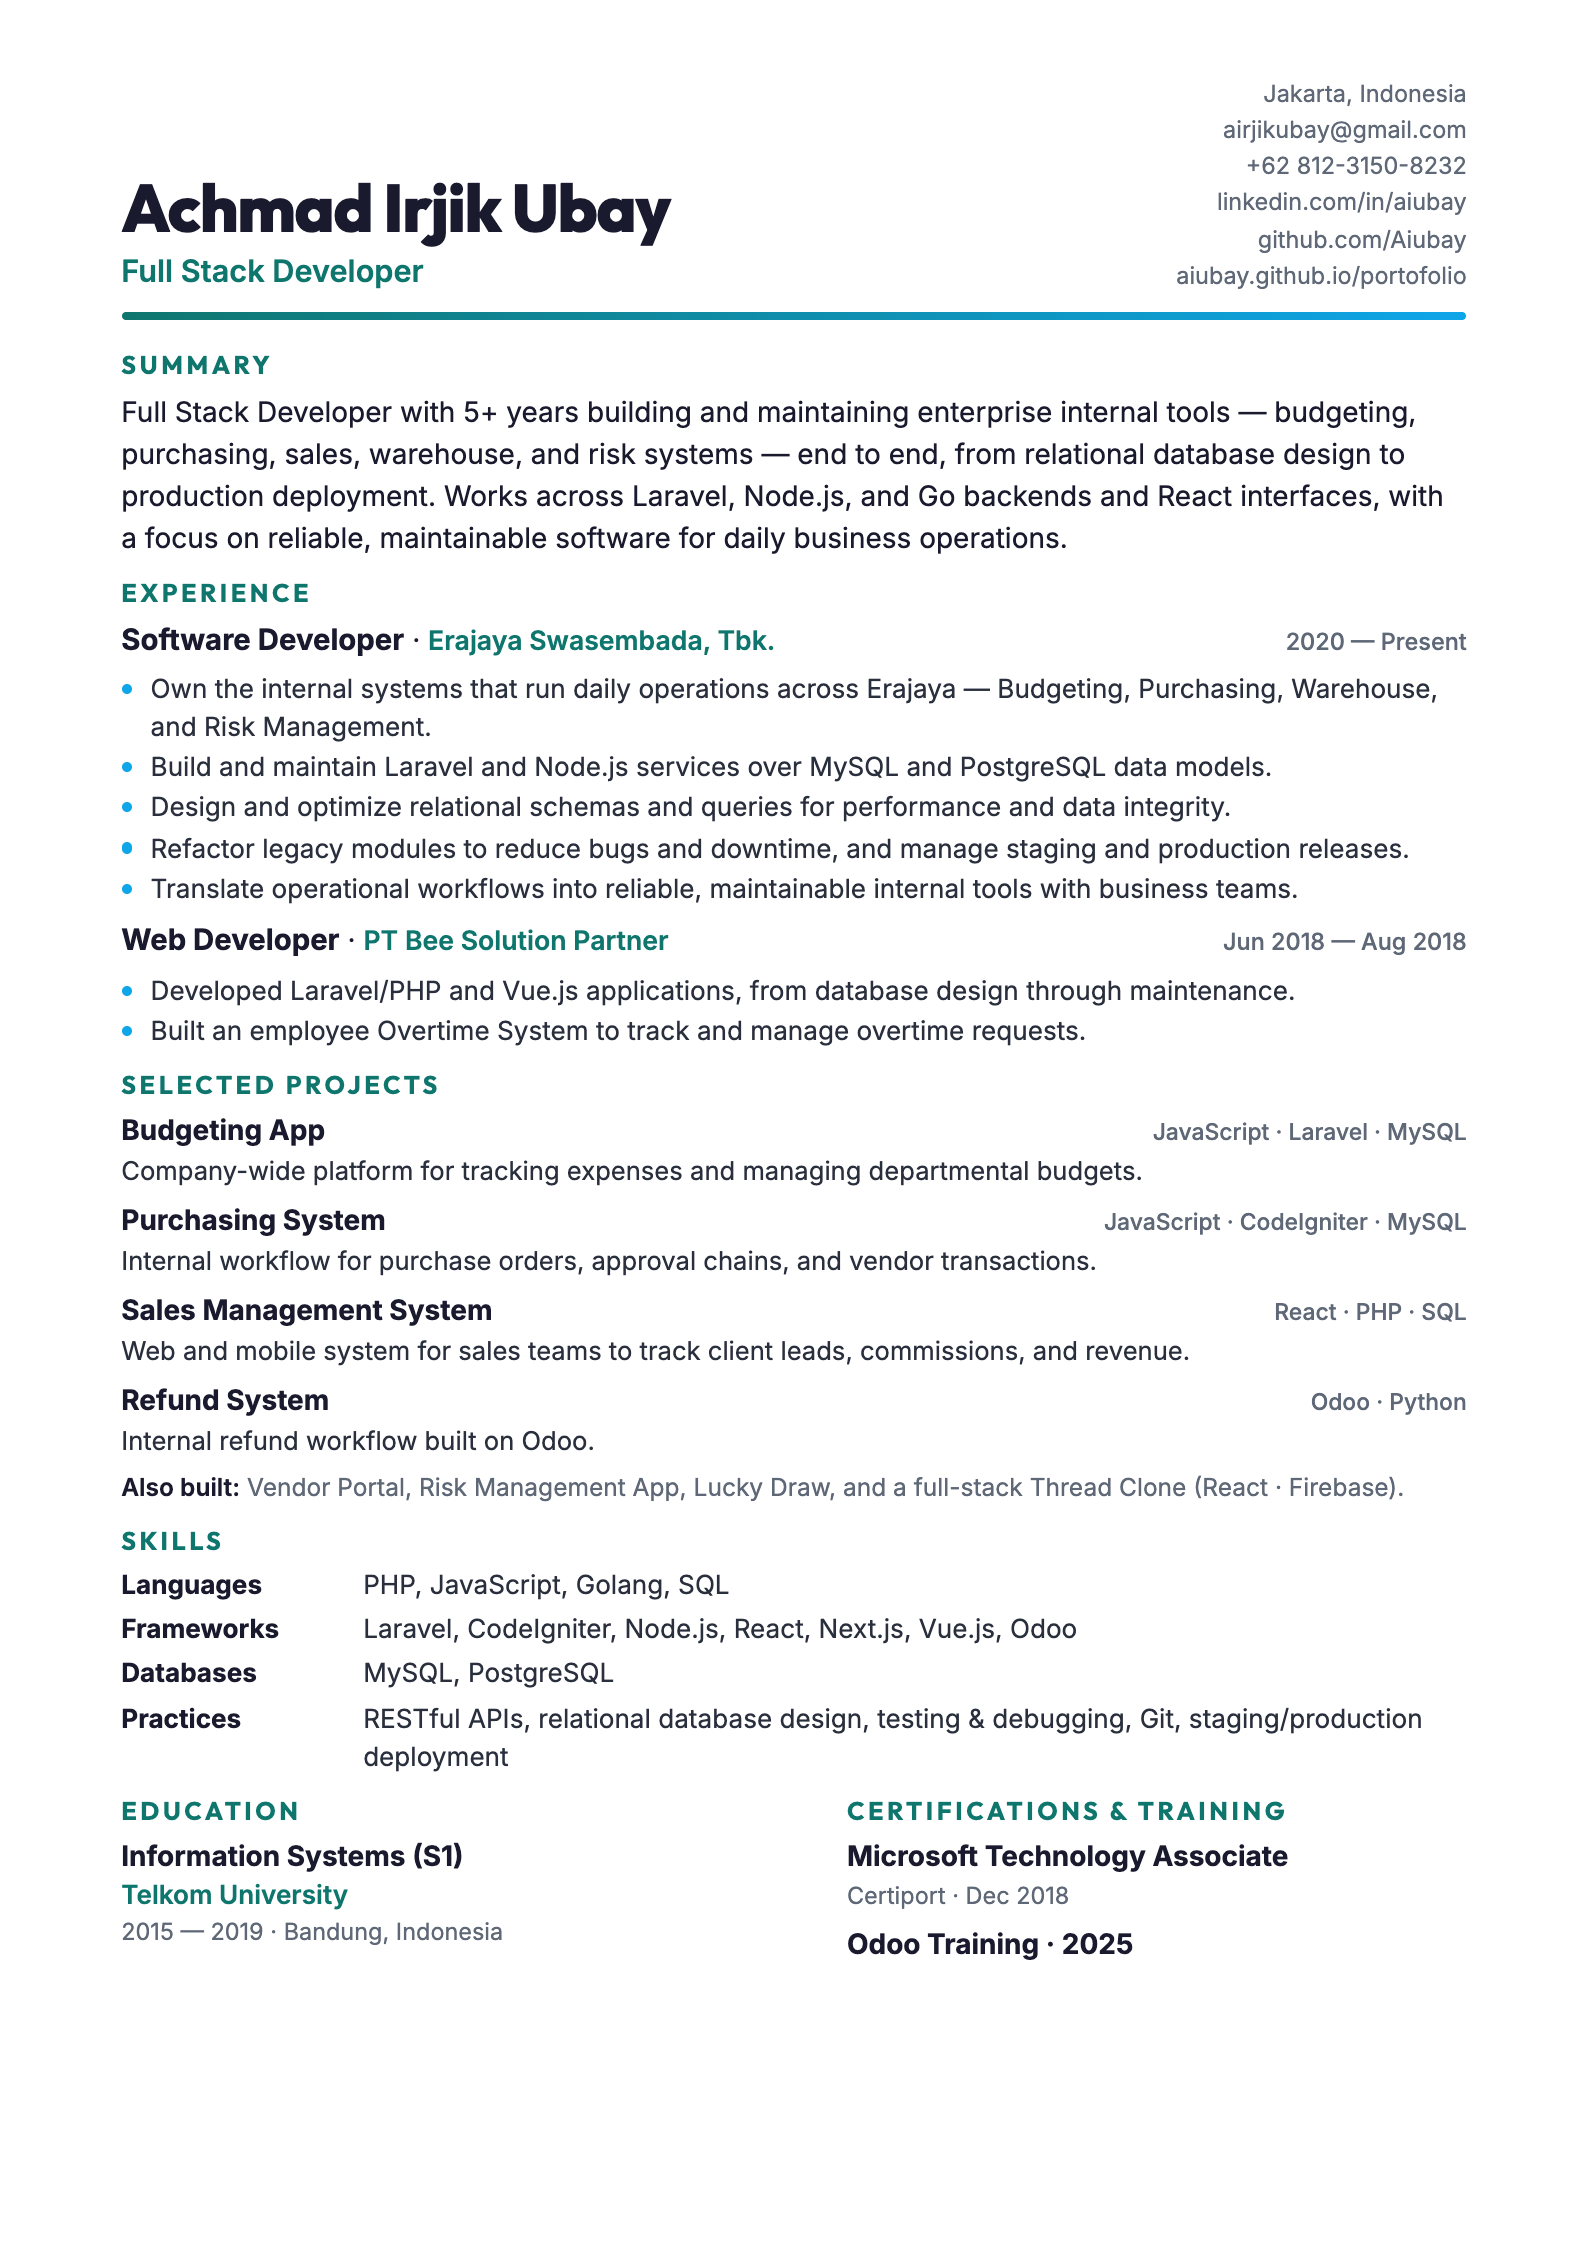 Jakarta, Indonesia
airjikubay@gmail.com
+62 812-3150-8232
linkedin.com/in/aiubay
github.com/Aiubay
aiubay.github.io/portofolio
Achmad Irjik Ubay
Full Stack Developer
SUMMARY
Full Stack Developer with 5+ years building and maintaining enterprise internal tools — budgeting,
purchasing, sales, warehouse, and risk systems — end to end, from relational database design to
production deployment. Works across Laravel, Node.js, and Go backends and React interfaces, with
a focus on reliable, maintainable software for daily business operations.
EXPERIENCE
Software Developer · Erajaya Swasembada, Tbk. 2020 — Present
• Own the internal systems that run daily operations across Erajaya — Budgeting, Purchasing, Warehouse,
and Risk Management.
• Build and maintain Laravel and Node.js services over MySQL and PostgreSQL data models.
• Design and optimize relational schemas and queries for performance and data integrity.
• Refactor legacy modules to reduce bugs and downtime, and manage staging and production releases.
• Translate operational workflows into reliable, maintainable internal tools with business teams.
Web Developer · PT Bee Solution Partner Jun 2018 — Aug 2018
• Developed Laravel/PHP and Vue.js applications, from database design through maintenance.
• Built an employee Overtime System to track and manage overtime requests.
SELECTED PROJECTS
Budgeting App JavaScript · Laravel · MySQL
Company-wide platform for tracking expenses and managing departmental budgets.
Purchasing System JavaScript · CodeIgniter · MySQL
Internal workflow for purchase orders, approval chains, and vendor transactions.
Sales Management System React · PHP · SQL
Web and mobile system for sales teams to track client leads, commissions, and revenue.
Refund System Odoo · Python
Internal refund workflow built on Odoo.
Also built: Vendor Portal, Risk Management App, Lucky Draw, and a full-stack Thread Clone (React · Firebase).
SKILLS
Languages PHP, JavaScript, Golang, SQL
Frameworks Laravel, CodeIgniter, Node.js, React, Next.js, Vue.js, Odoo
Databases MySQL, PostgreSQL
Practices RESTful APIs, relational database design, testing & debugging, Git, staging/production
deployment
EDUCATION
Information Systems (S1)
Telkom University
2015 — 2019 · Bandung, Indonesia
CERTIFICATIONS & TRAINING
Microsoft Technology Associate
Certiport · Dec 2018
Odoo Training · 2025